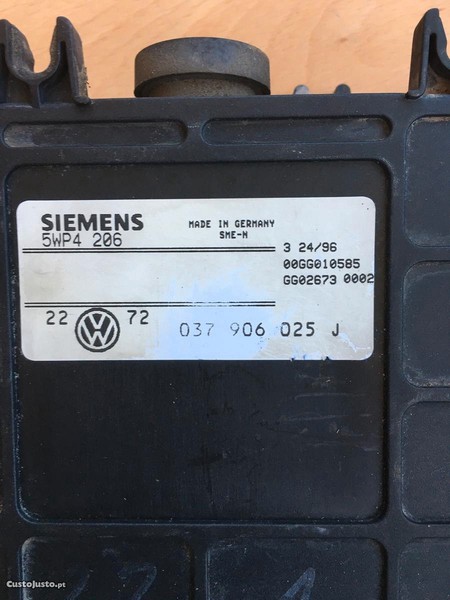 SIEMENS
5WP4 206
MADE IN GERMANY
SME-N
3 24/96
00GG010585
GG02673 0002
22 VW 72
037 906 025 J
CustoJusto.pt